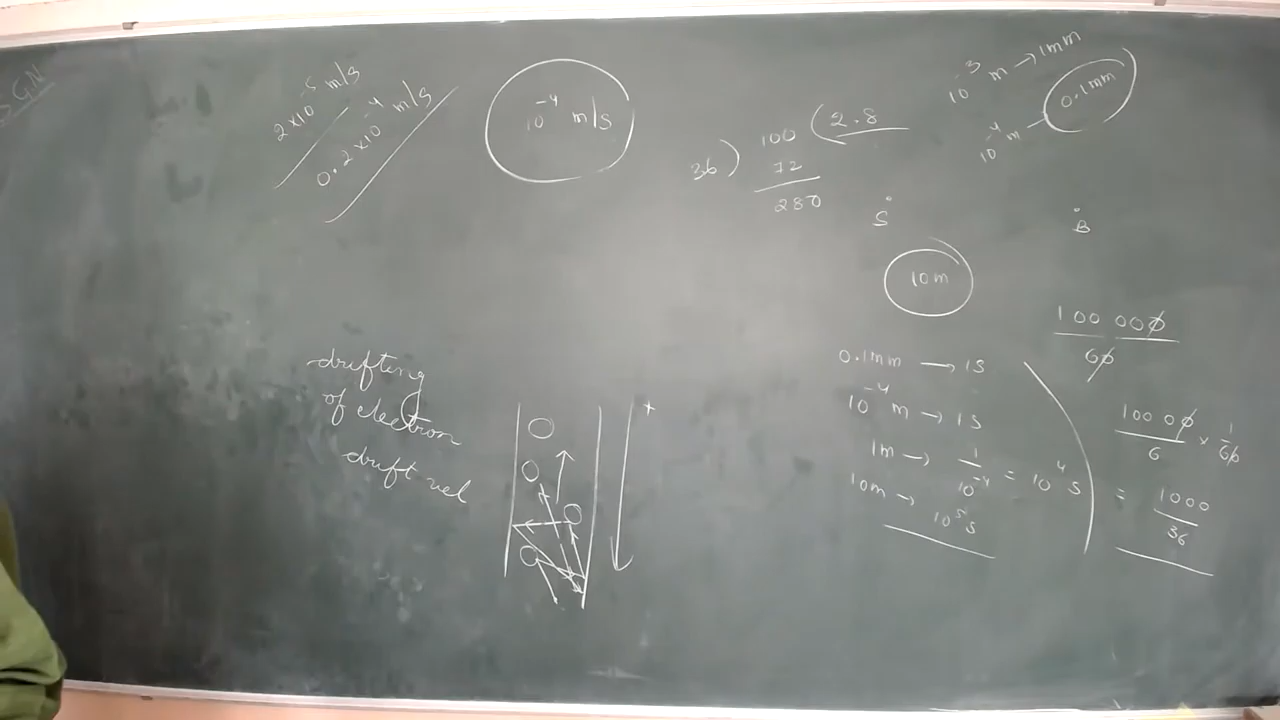 SGN
2×10⁻⁵ m/s
0.2×10⁻⁴ m/s
10⁻⁴ m/s
36) 100 (2.8
72
280
10⁻³ m → 1mm
10⁻⁴ m – 0.1mm
S
B
10m
0.1mm → 1S
10⁻⁴ m → 1S
1m → 1/10⁻⁴ = 10⁴ S
10m → 10⁵ S
100 000/60
100 00/6 × 1/60
= 1000/36
drifting
of electron
drift vel
+